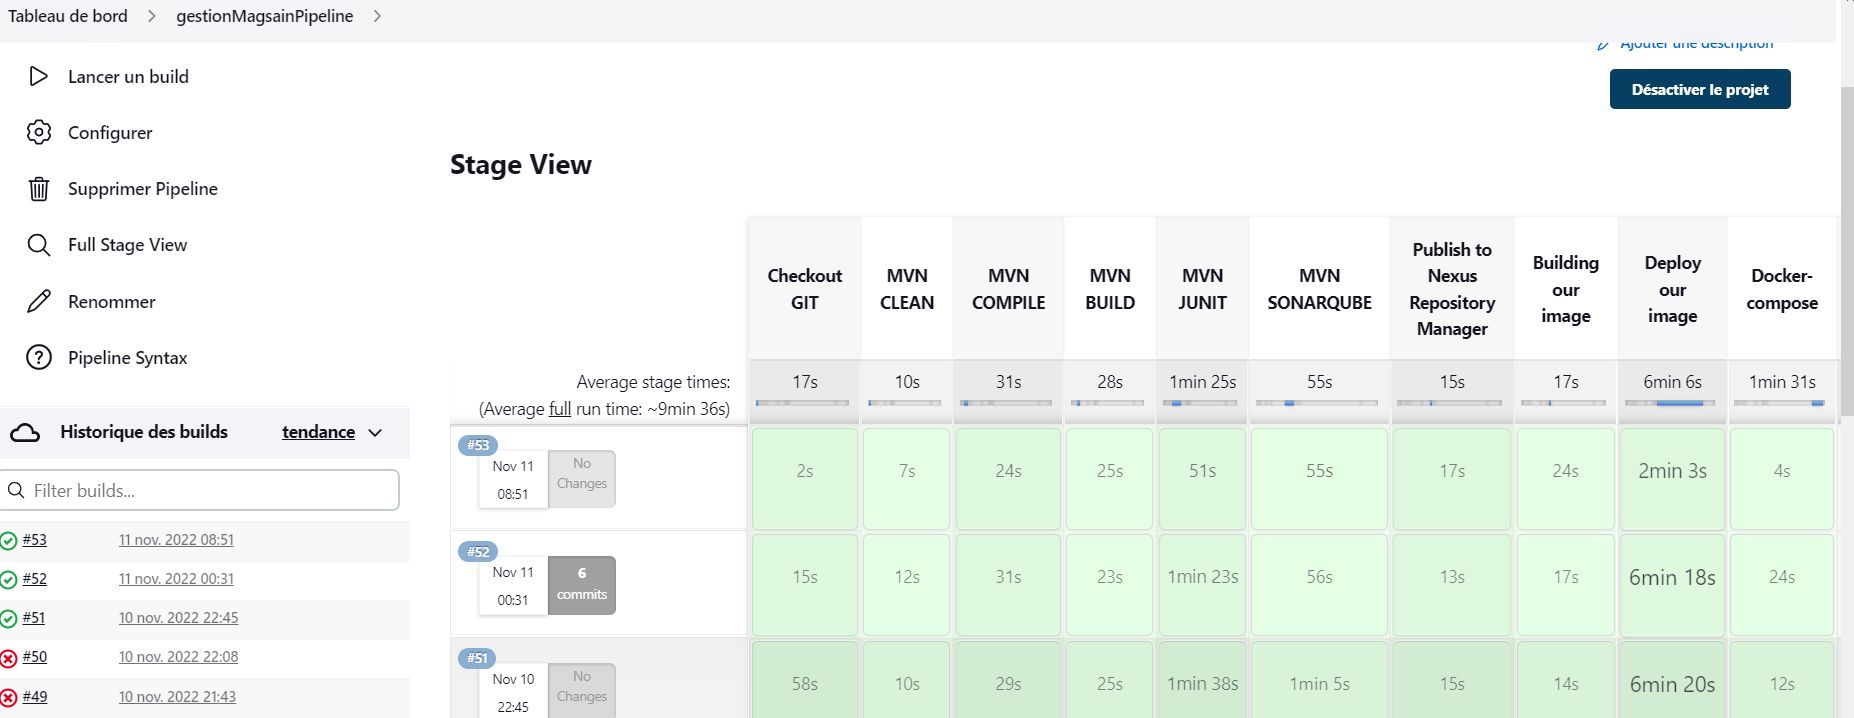 Tableau de bord > gestionMagsainPipeline >
Ajouter une description
Lancer un build
Configurer
Supprimer Pipeline
Full Stage View
Renommer
Pipeline Syntax
Historique des builds tendance
Filter builds...
#53 11 nov. 2022 08:51
#52 11 nov. 2022 00:31
#51 10 nov. 2022 22:45
#50 10 nov. 2022 22:08
#49 10 nov. 2022 21:43
Désactiver le projet
Stage View
Checkout GIT
MVN CLEAN
MVN COMPILE
MVN BUILD
MVN JUNIT
MVN SONARQUBE
Publish to Nexus Repository Manager
Building our image
Deploy our image
Docker-compose
Average stage times:
(Average full run time: ~9min 36s)
17s 10s 31s 28s 1min 25s 55s 15s 17s 6min 6s 1min 31s
#53
Nov 11
08:51
No Changes
2s 7s 24s 25s 51s 55s 17s 24s 2min 3s 4s
#52
Nov 11
00:31
6 commits
15s 12s 31s 23s 1min 23s 56s 13s 17s 6min 18s 24s
#51
Nov 10
22:45
No Changes
58s 10s 29s 25s 1min 38s 1min 5s 15s 14s 6min 20s 12s